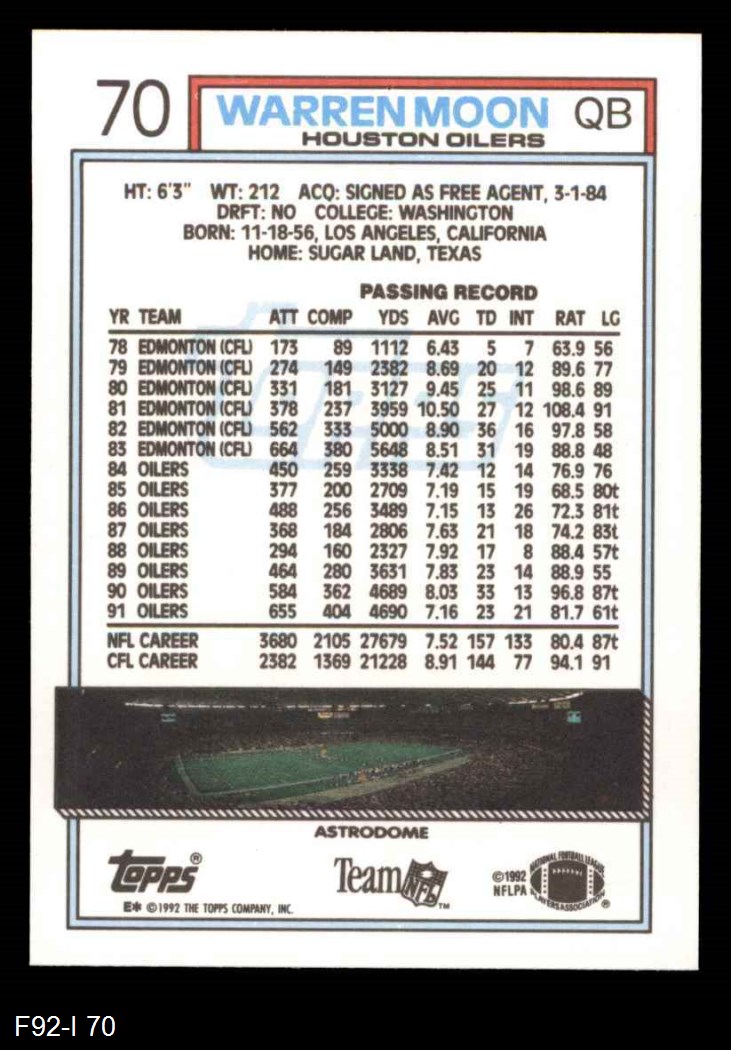 70 WARREN MOON QB
HOUSTON OILERS
HT: 6'3" WT: 212 ACQ: SIGNED AS FREE AGENT, 3-1-84
DRFT: NO COLLEGE: WASHINGTON
BORN: 11-18-56, LOS ANGELES, CALIFORNIA
HOME: SUGAR LAND, TEXAS
PASSING RECORD
YR TEAM ATT COMP YDS AVG TD INT RAT LG
78 EDMONTON (CFL) 173 89 1112 6.43 5 7 63.9 56
79 EDMONTON (CFL) 274 149 2382 8.69 20 12 89.6 77
80 EDMONTON (CFL) 331 181 3127 9.45 25 11 98.6 89
81 EDMONTON (CFL) 378 237 3959 10.50 27 12 108.4 91
82 EDMONTON (CFL) 562 333 5000 8.90 36 16 97.8 58
83 EDMONTON (CFL) 664 380 5648 8.51 31 19 88.8 48
84 OILERS 450 259 3338 7.42 12 14 76.9 76
85 OILERS 377 200 2709 7.19 15 19 68.5 80t
86 OILERS 488 256 3489 7.15 13 26 72.3 81t
87 OILERS 368 184 2806 7.63 21 18 74.2 83t
88 OILERS 294 160 2327 7.92 17 8 88.4 57t
89 OILERS 464 280 3631 7.83 23 14 88.9 55
90 OILERS 584 362 4689 8.03 33 13 96.8 87t
91 OILERS 655 404 4690 7.16 23 21 81.7 61t
NFL CAREER 3680 2105 27679 7.52 157 133 80.4 87t
CFL CAREER 2382 1369 21228 8.91 144 77 94.1 91
ASTRODOME
TOPPS® Team NFL™ ©1992 NFLPA NATIONAL FOOTBALL LEAGUE PLAYERS ASSOCIATION ®
E* ©1992 THE TOPPS COMPANY, INC.
F92-I 70